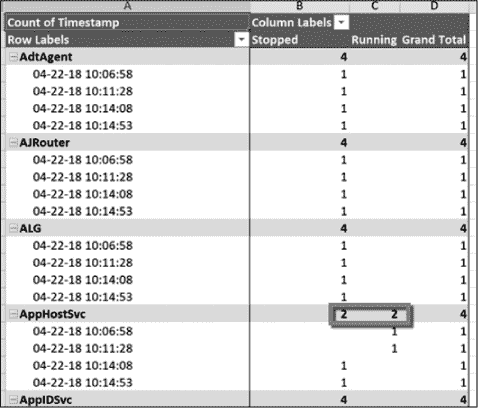 A B C D
Count of Timestamp Column Labels
Row Labels Stopped Running Grand Total
AdtAgent 4 4
04-22-18 10:06:58 1 1
04-22-18 10:11:28 1 1
04-22-18 10:14:08 1 1
04-22-18 10:14:53 1 1
AJRouter 4 4
04-22-18 10:06:58 1 1
04-22-18 10:11:28 1 1
04-22-18 10:14:08 1 1
04-22-18 10:14:53 1 1
ALG 4 4
04-22-18 10:06:58 1 1
04-22-18 10:11:28 1 1
04-22-18 10:14:08 1 1
04-22-18 10:14:53 1 1
AppHostSvc 2 2 4
04-22-18 10:06:58 1 1
04-22-18 10:11:28 1 1
04-22-18 10:14:08 1 1
04-22-18 10:14:53 1 1
AppIDSvc 4 4